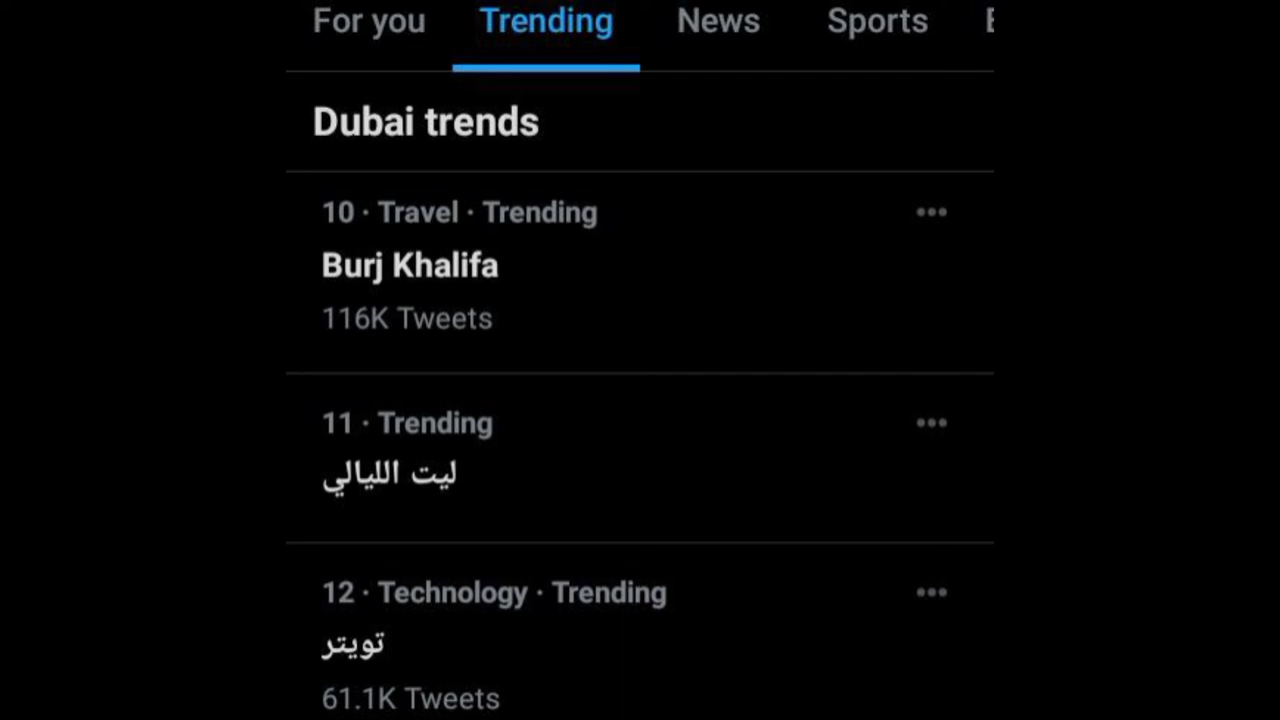 For you Trending News Sports
Dubai trends
10 · Travel · Trending
Burj Khalifa
116K Tweets
11 · Trending
ليت الليالي
12 · Technology · Trending
تويتر
61.1K Tweets